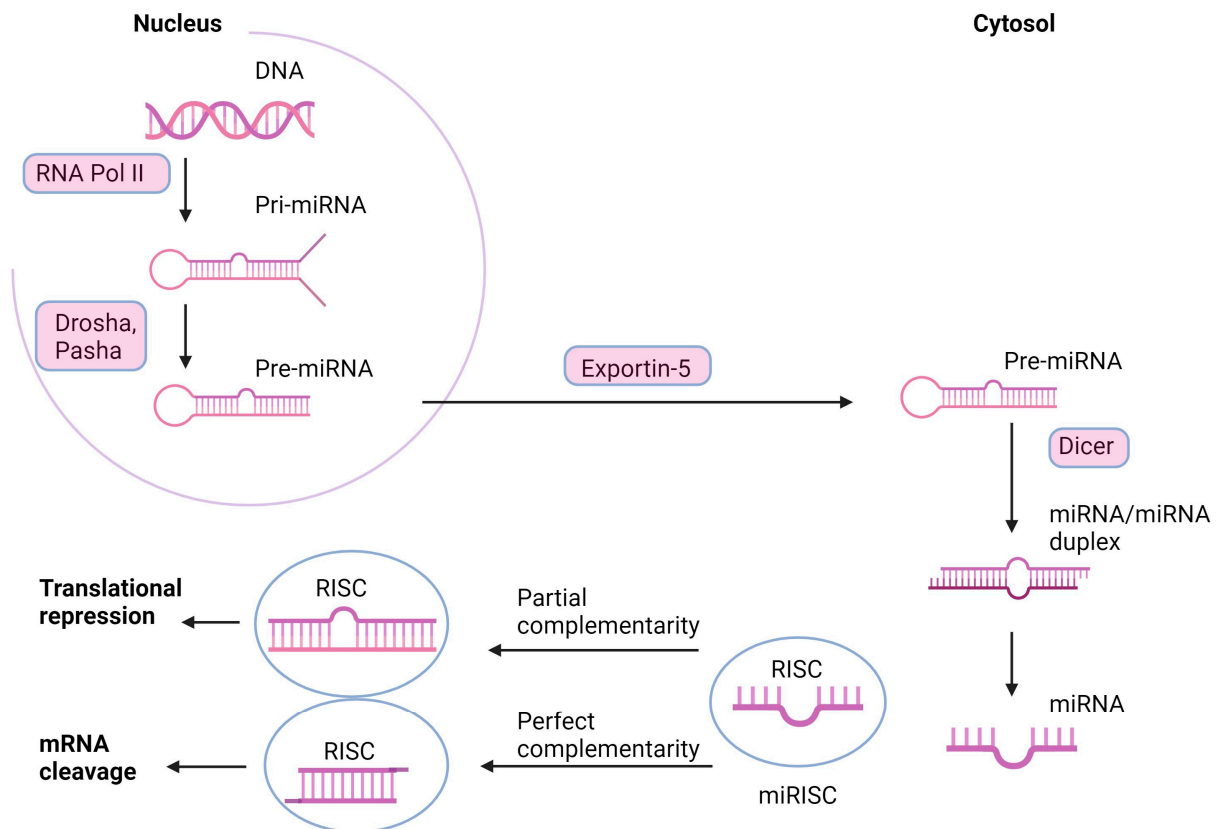 Nucleus
Cytosol
DNA
RNA Pol II
Pri-miRNA
Drosha,
Pasha
Pre-miRNA
Exportin-5
Pre-miRNA
Dicer
miRNA/miRNA
duplex
Translational
repression
RISC
Partial
complementarity
RISC
miRNA
mRNA
cleavage
RISC
Perfect
complementarity
miRISC